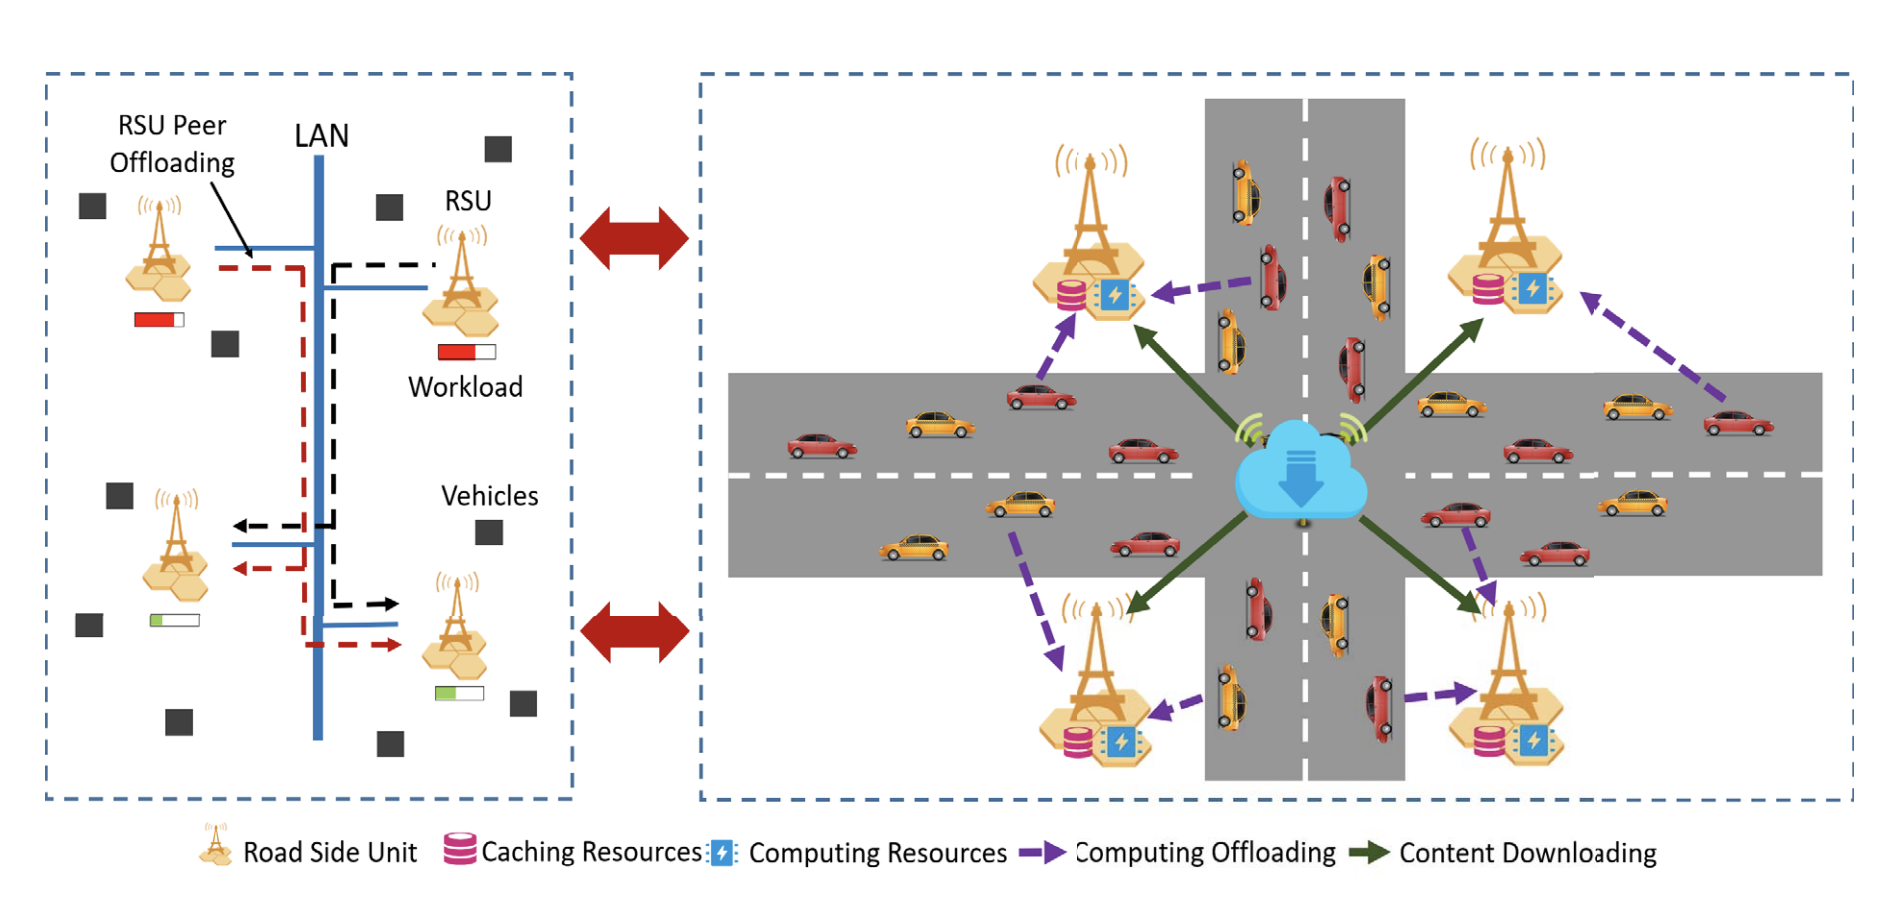 RSU Peer
Offloading
LAN
RSU
Workload
Vehicles
Road Side Unit
Caching Resources
Computing Resources
Computing Offloading
Content Downloading